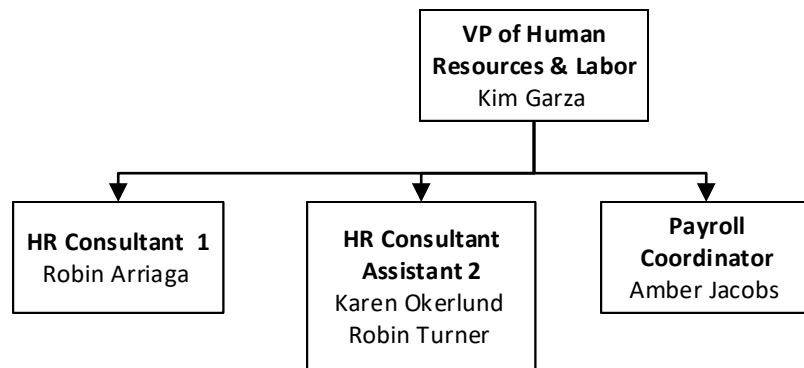 VP of Human
Resources & Labor
Kim Garza
HR Consultant  1
Robin Arriaga
HR Consultant
Assistant 2
Karen Okerlund
Robin Turner
Payroll
Coordinator
Amber Jacobs